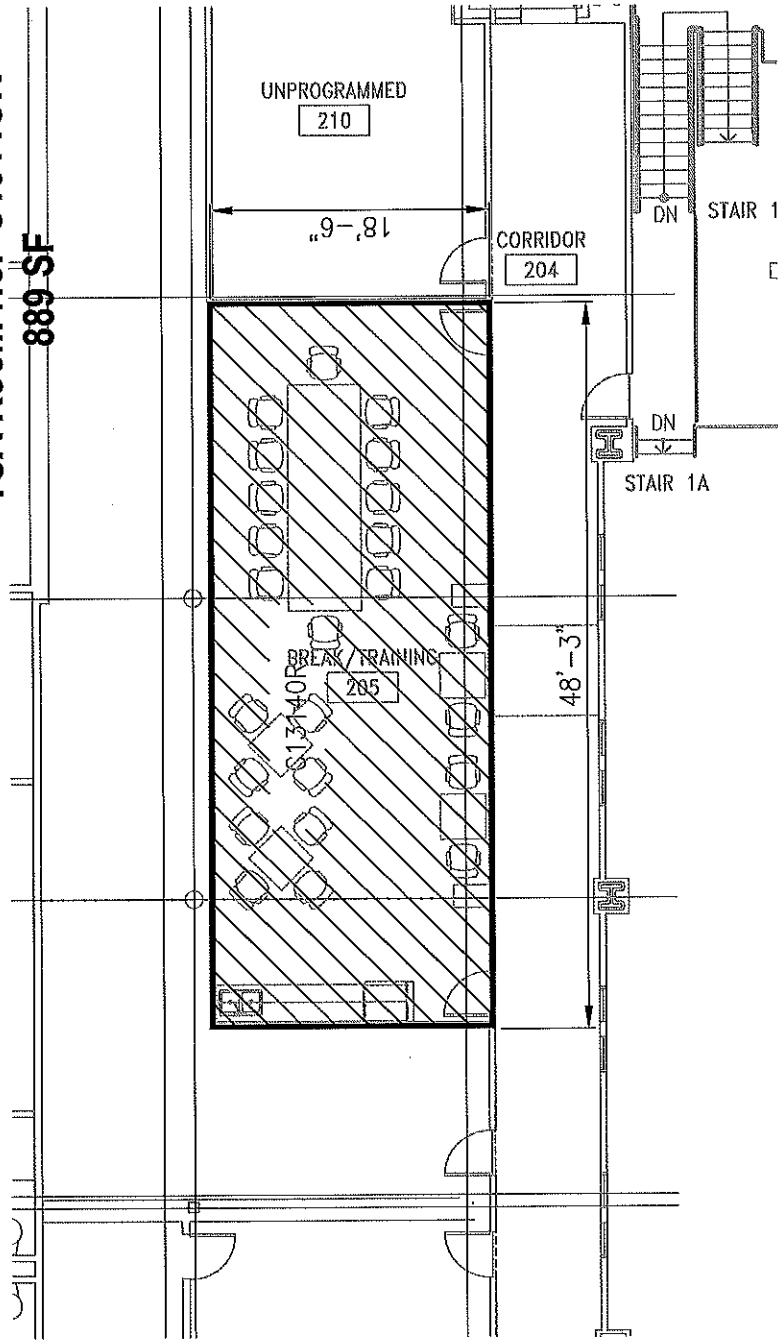 889 SF
UNPROGRAMMED
210
18'-6"
CORRIDOR
204
DN
STAIR 1
DN
STAIR 1A
BREAK/TRAINING
205
S13140R
48'-3"